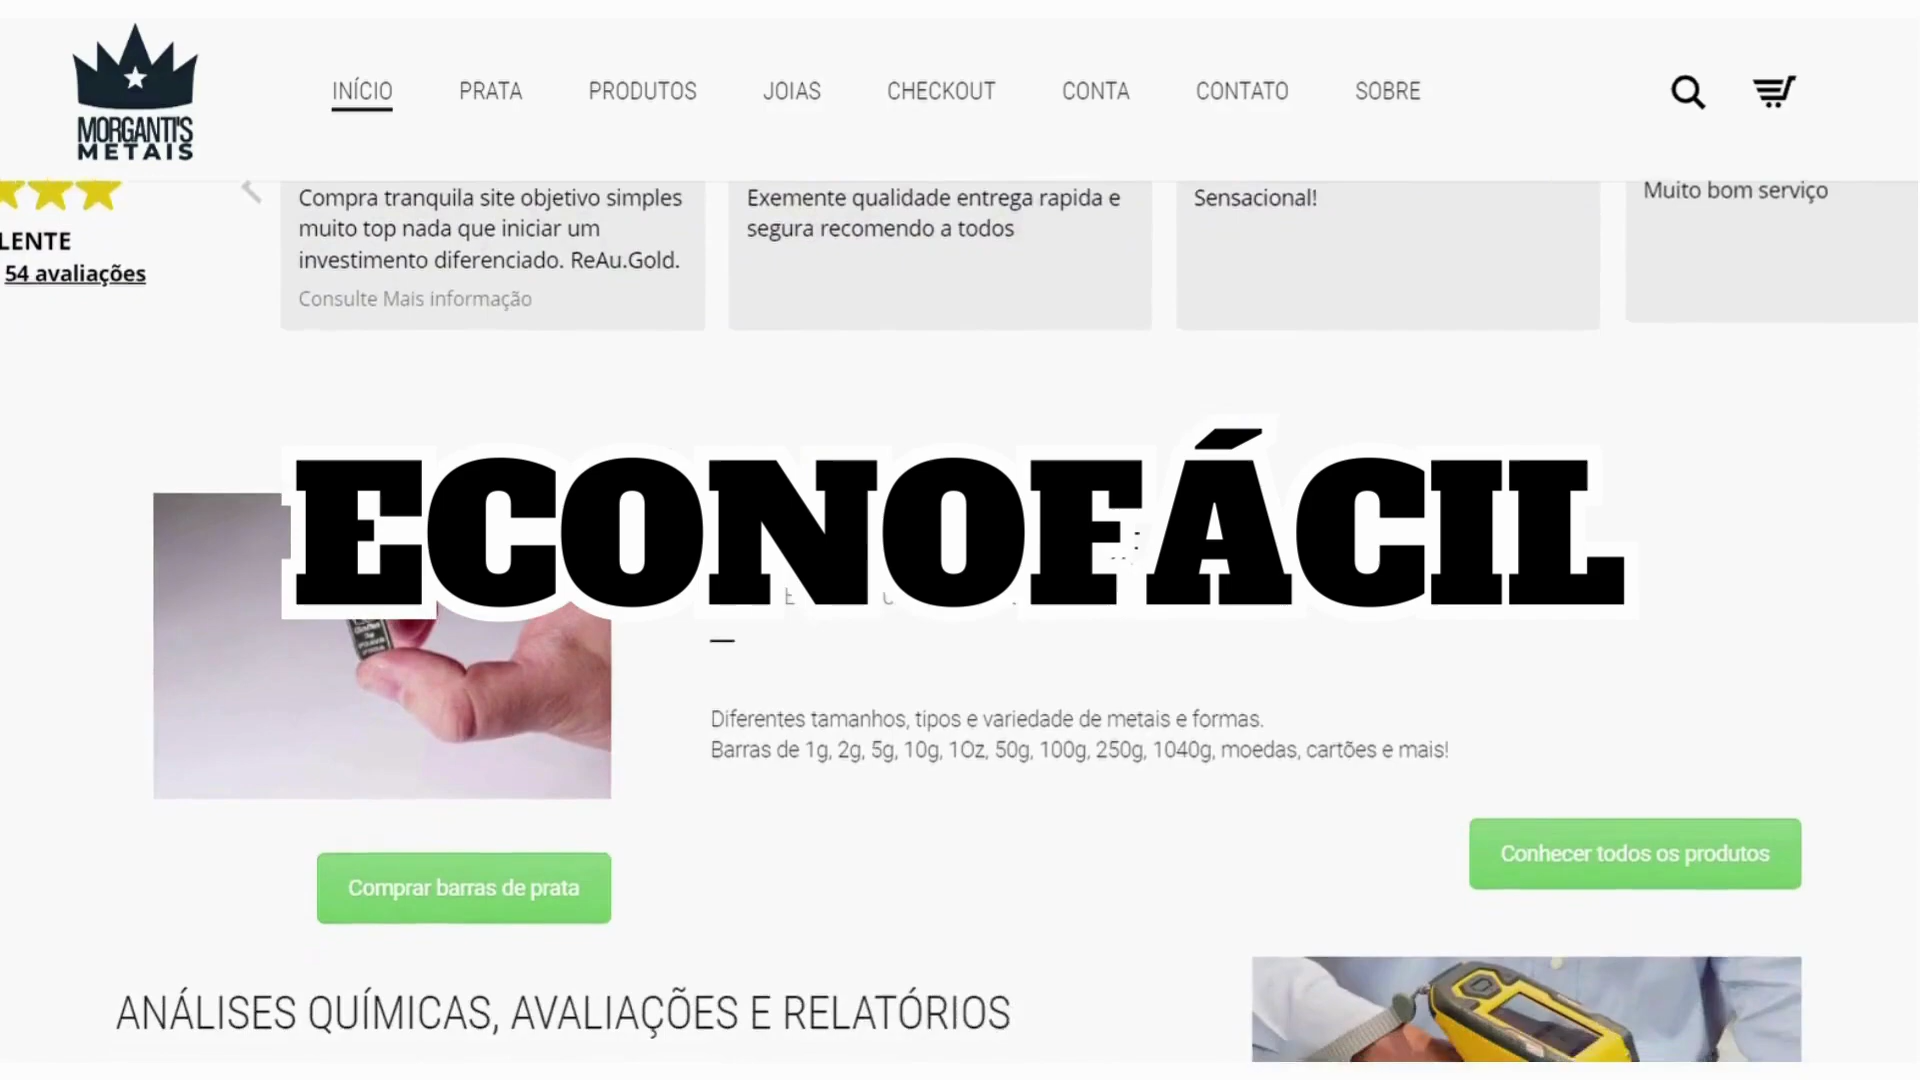 MORGANTI'S
METAIS
INÍCIO
PRATA
PRODUTOS
JOIAS
CHECKOUT
CONTA
CONTATO
SOBRE
LENTE
54 avaliações
Compra tranquila site objetivo simples
muito top nada que iniciar um
investimento diferenciado. ReAu.Gold.
Consulte Mais informação
Exemente qualidade entrega rapida e
segura recomendo a todos
Sensacional!
Muito bom serviço
ECONOFÁCIL
Diferentes tamanhos, tipos e variedade de metais e formas.
Barras de 1g, 2g, 5g, 10g, 1Oz, 50g, 100g, 250g, 1040g, moedas, cartões e mais!
Conhecer todos os produtos
Comprar barras de prata
ANÁLISES QUÍMICAS, AVALIAÇÕES E RELATÓRIOS